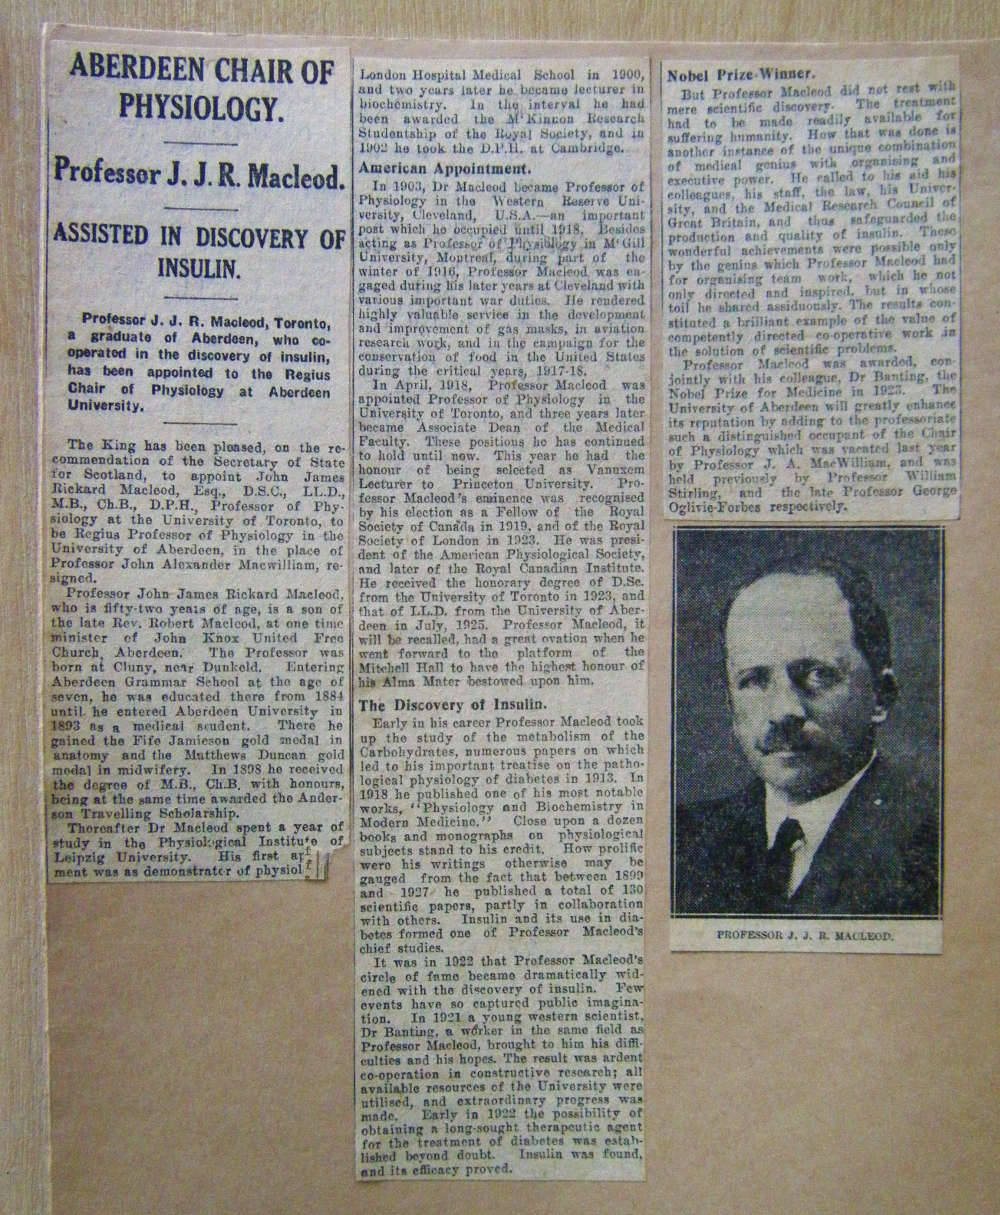 ABERDEEN CHAIR OF
PHYSIOLOGY.
Professor J. J. R. Macleod.
ASSISTED IN DISCOVERY OF
INSULIN.
Professor J. J. R. Macleod, Toronto,
a graduate of Aberdeen, who co-
operated in the discovery of insulin,
has been appointed to the Regius
Chair of Physiology at Aberdeen
University.
The King has been pleased, on the re-
commendation of the Secretary of State
for Scotland, to appoint John James
Rickard Macleod, Esq., D.S.C., LL.D.,
M.B., Ch.B., D.P.H., Professor of Phy-
siology at the University of Toronto, to
be Regius Professor of Physiology in the
University of Aberdeen, in the place of
Professor John Alexander Macwilliam, re-
signed.
Professor John James Rickard Macleod,
who is fifty-two years of age, is a son of
the late Rev. Robert Macleod, at one time
minister of John Knox United Free
Church, Aberdeen. The Professor was
born at Cluny, near Dunkeld. Entering
Aberdeen Grammar School at the age of
seven, he was educated there from 1884
until he entered Aberdeen University in
1893 as a medical student. There he
gained the Fife Jamieson gold medal in
anatomy and the Matthews Duncan gold
medal in midwifery. In 1898 he received
the degree of M.B., Ch.B. with honours,
being at the same time awarded the Ander-
son Travelling Scholarship.
Thereafter Dr Macleod spent a year of
study in the Physiological Institute of
Leipzig University. His first ap
ment was as demonstrator of physiol
London Hospital Medical School in 1900,
and two years later he became lecturer in
biochemistry. In the interval he had
been awarded the M'Kinnon Research
Studentship of the Royal Society, and in
1902 he took the D.P.H. at Cambridge.
American Appointment.
In 1903, Dr Macleod became Professor of
Physiology in the Western Reserve Uni-
versity, Cleveland, U.S.A.—an important
post which he occupied until 1918. Besides
acting as Professor of Physiology in M'Gill
University, Montreal, during part of the
winter of 1916, Professor Macleod was en-
gaged during his later years at Cleveland with
various important war duties. He rendered
highly valuable service in the development
and improvement of gas masks, in aviation
research work, and in the campaign for the
conservation of food in the United States
during the critical years, 1917-18.
In April, 1918, Professor Macleod was
appointed Professor of Physiology in the
University of Toronto, and three years later
became Associate Dean of the Medical
Faculty. These positions he has continued
to hold until now. This year he had the
honour of being selected as Vanuxem
Lecturer to Princeton University. Pro-
fessor Macleod's eminence was recognised
by his election as a Fellow of the Royal
Society of Canada in 1919, and of the Royal
Society of London in 1923. He was presi-
dent of the American Physiological Society,
and later of the Royal Canadian Institute.
He received the honorary degree of D.Sc.
from the University of Toronto in 1923, and
that of LL.D. from the University of Aber-
deen in July, 1925. Professor Macleod, it
will be recalled, had a great ovation when he
went forward to the platform of the
Mitchell Hall to have the highest honour of
his Alma Mater bestowed upon him.
The Discovery of Insulin.
Early in his career Professor Macleod took
up the study of the metabolism of the
Carbohydrates, numerous papers on which
led to his important treatise on the patho-
logical physiology of diabetes in 1913. In
1918 he published one of his most notable
works, "Physiology and Biochemistry in
Modern Medicine." Close upon a dozen
books and monographs on physiological
subjects stand to his credit. How prolific
were his writings otherwise may be
gauged from the fact that between 1899
and 1927 he published a total of 130
scientific papers, partly in collaboration
with others. Insulin and its use in dia-
betes formed one of Professor Macleod's
chief studies.
It was in 1922 that Professor Macleod's
circle of fame became dramatically wid-
ened with the discovery of insulin. Few
events have so captured public imagina-
tion. In 1921 a young western scientist,
Dr Banting, a worker in the same field as
Professor Macleod, brought to him his diffi-
culties and his hopes. The result was ardent
co-operation in constructive research; all
available resources of the University were
utilised, and extraordinary progress was
made. Early in 1922 the possibility of
obtaining a long-sought therapeutic agent
for the treatment of diabetes was estab-
lished beyond doubt. Insulin was found,
and its efficacy proved.
Nobel Prize-Winner.
But Professor Macleod did not rest with
mere scientific discovery. The treatment
had to be made readily available for
suffering humanity. How that was done is
another instance of the unique combination
of medical genius with organising and
executive power. He called to his aid his
colleagues, his staff, the law, his Univer-
sity, and the Medical Research Council of
Great Britain, and thus safeguarded the
production and quality of insulin. These
wonderful achievements were possible only
by the genius which Professor Macleod had
for organising team work, which he not
only directed and inspired, but in whose
toil he shared assiduously. The results con-
stituted a brilliant example of the value of
competently directed co-operative work in
the solution of scientific problems.
Professor Macleod was awarded, con-
jointly with his colleague, Dr Banting, the
Nobel Prize for Medicine in 1923. The
University of Aberdeen will greatly enhance
its reputation by adding to the professoriate
such a distinguished occupant of the Chair
of Physiology which was vacated last year
by Professor J. A. MacWilliam, and was
held previously by Professor William
Stirling, and the late Professor George
Oglivie-Forbes respectively.
PROFESSOR J. J. R. MACLEOD.